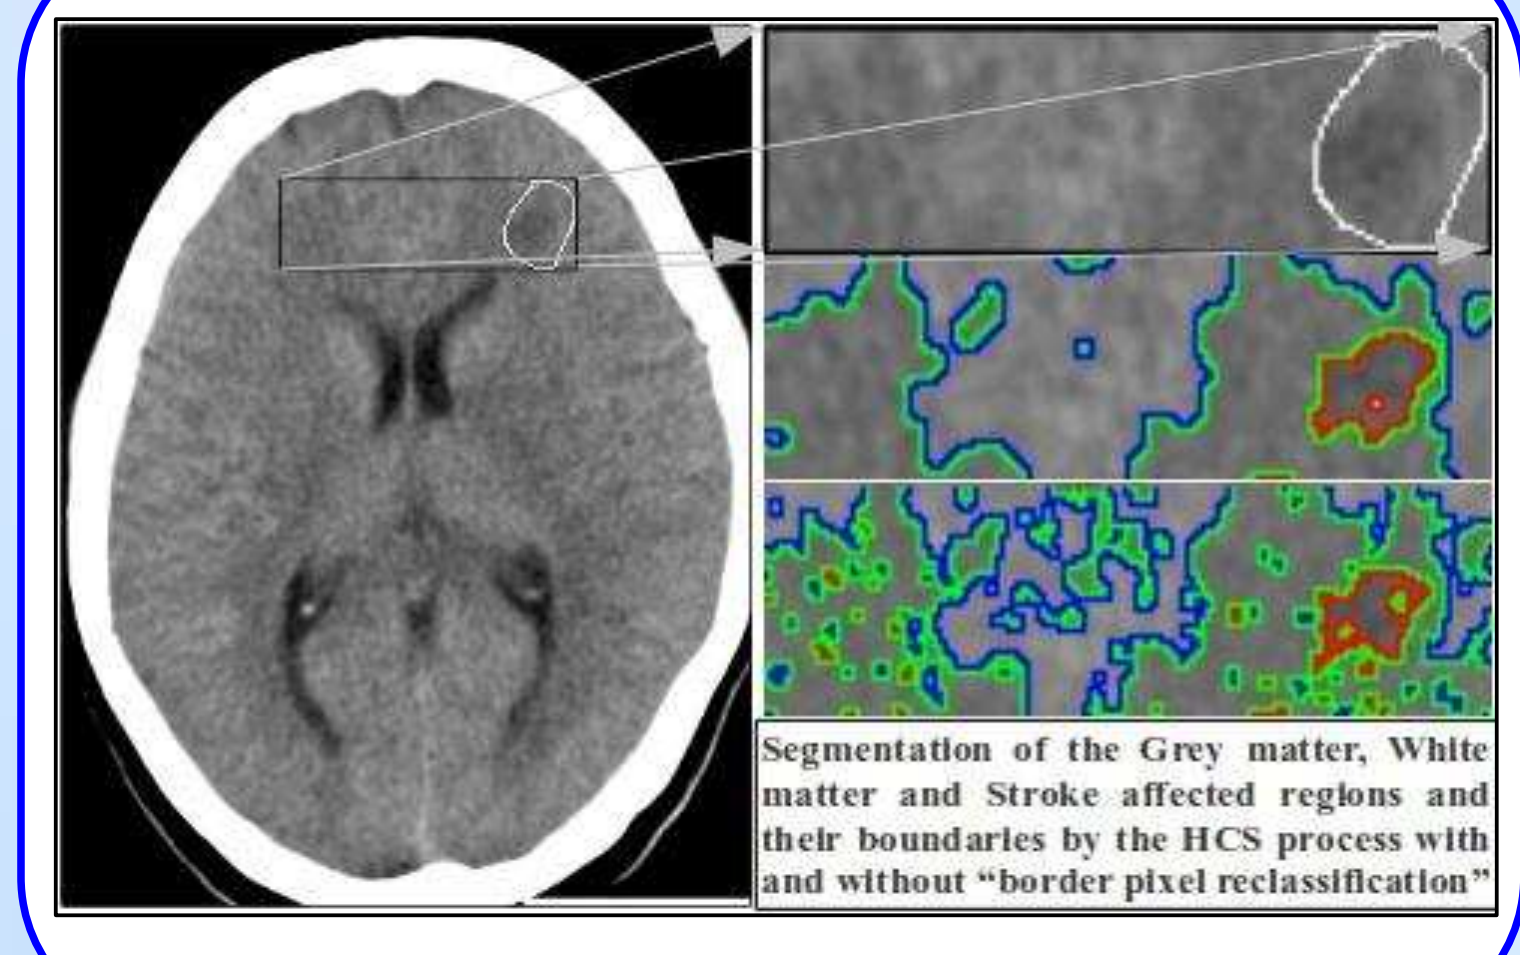 Segmentation of the Grey matter, White
matter and Stroke affected regions and
their boundaries by the HCS process with
and without “border pixel reclassification”